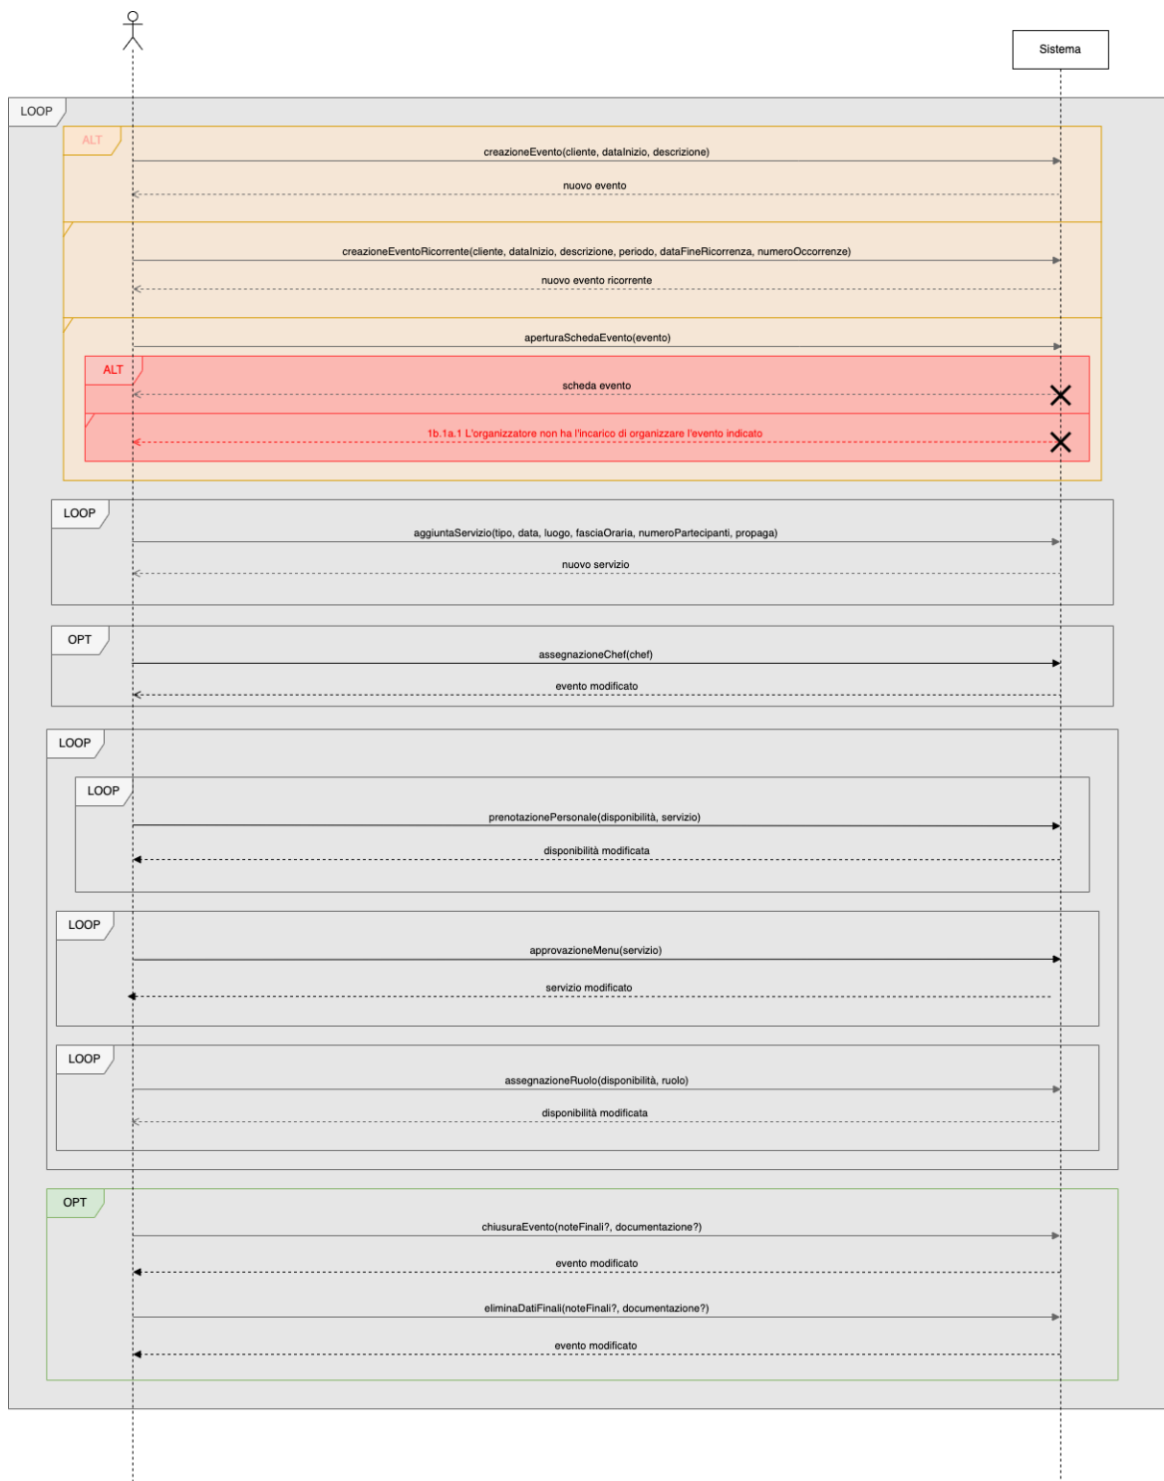 Sistema
LOOP
ALT
creazioneEvento(cliente, dataInizio, descrizione)
nuovo evento
creazioneEventoRicorrente(cliente, dataInizio, descrizione, periodo, dataFineRicorrenza, numeroOccorrenze)
nuovo evento ricorrente
aperturaSchedaEvento(evento)
ALT
scheda evento
1b.1a.1 L'organizzatore non ha l'incarico di organizzare l'evento indicato
LOOP
aggiuntaServizio(tipo, data, luogo, fasciaOraria, numeroPartecipanti, propaga)
nuovo servizio
OPT
assegnazioneChef(chef)
evento modificato
LOOP
LOOP
prenotazionePersonale(disponibilità, servizio)
disponibilità modificata
LOOP
approvazioneMenu(servizio)
servizio modificato
LOOP
assegnazioneRuolo(disponibilità, ruolo)
disponibilità modificata
OPT
chiusuraEvento(noteFinali?, documentazione?)
evento modificato
eliminaDatiFinali(noteFinali?, documentazione?)
evento modificato